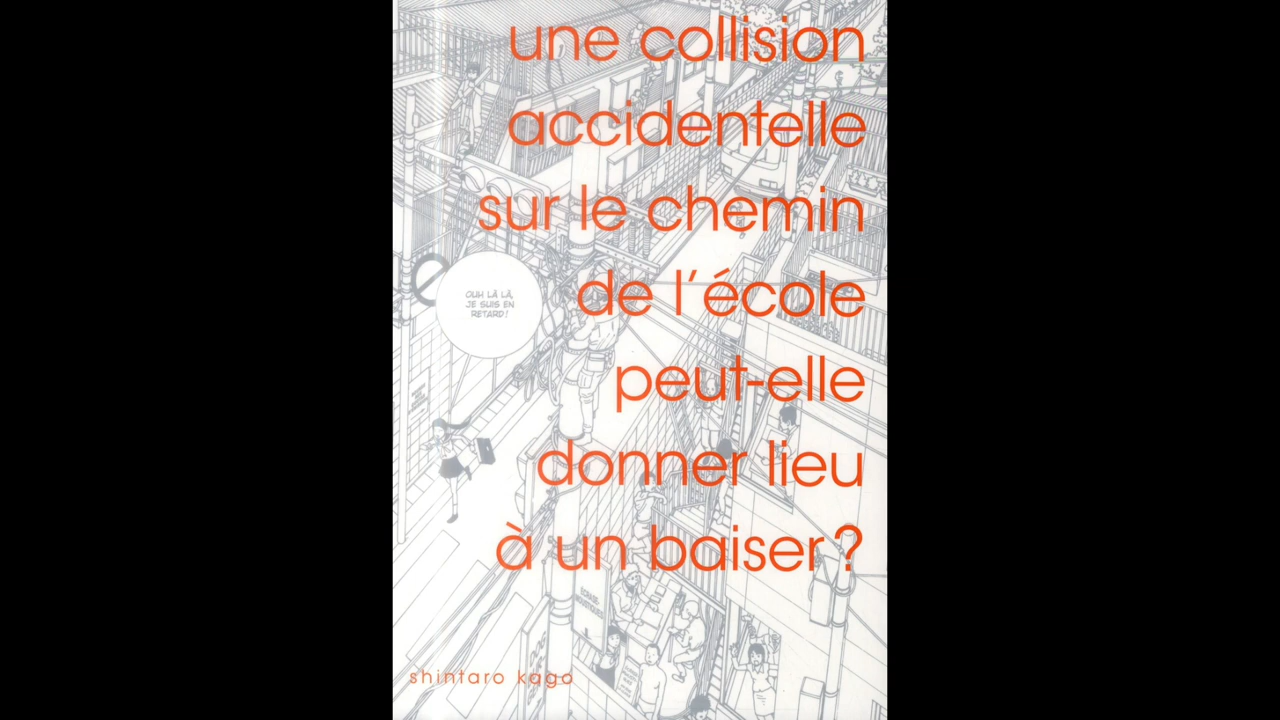 une collision
accidentelle
sur le chemin
de l'école
peut-elle
donner lieu
à un baiser?
OUH LÀ LÀ,
JE SUIS EN
RETARD!
shintaro kago